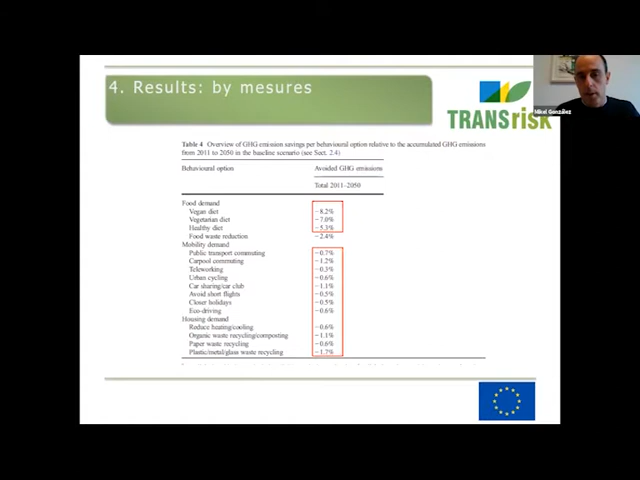 4. Results: by mesures
TRANSrisk
Mikel González
Table 4 Overview of GHG emission savings per behavioural option relative to the accumulated GHG emissions
from 2011 to 2050 in the baseline scenario (see Sect. 2.4)
Behavioural option Avoided GHG emissions
Total 2011–2050
Food demand
Vegan diet −8.2%
Vegetarian diet −7.0%
Healthy diet −5.3%
Food waste reduction −2.4%
Mobility demand
Public transport commuting −0.7%
Carpool commuting −1.2%
Teleworking −0.3%
Urban cycling −0.6%
Car sharing/car club −1.1%
Avoid short flights −0.5%
Closer holidays −0.5%
Eco-driving −0.6%
Housing demand
Reduce heating/cooling −0.6%
Organic waste recycling/composting −1.1%
Paper waste recycling −0.6%
Plastic/metal/glass waste recycling −1.7%